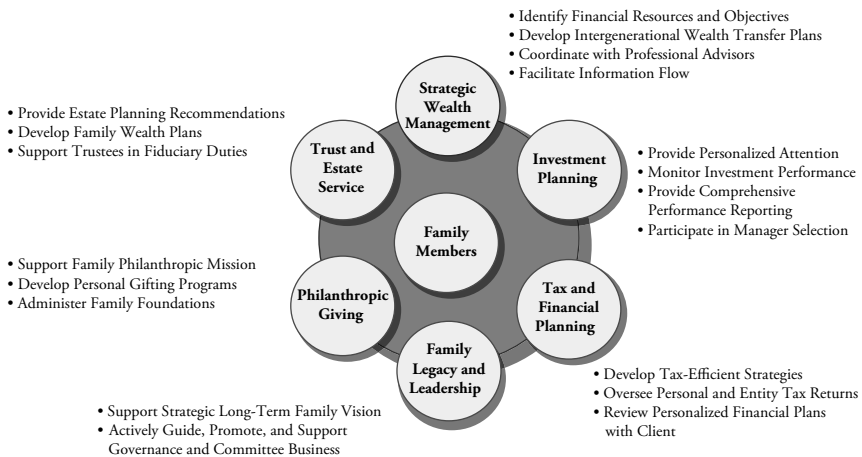 • Identify Financial Resources and Objectives
• Develop Intergenerational Wealth Transfer Plans
• Coordinate with Professional Advisors
• Facilitate Information Flow
Strategic
Wealth
Management
• Provide Estate Planning Recommendations
• Develop Family Wealth Plans
• Support Trustees in Fiduciary Duties
Trust and
Estate
Service
Investment
Planning
• Provide Personalized Attention
• Monitor Investment Performance
• Provide Comprehensive
Performance Reporting
• Participate in Manager Selection
Family
Members
• Support Family Philanthropic Mission
• Develop Personal Gifting Programs
• Administer Family Foundations
Philanthropic
Giving
Tax and
Financial
Planning
Family
Legacy and
Leadership
• Develop Tax-Efficient Strategies
• Oversee Personal and Entity Tax Returns
• Review Personalized Financial Plans
with Client
• Support Strategic Long-Term Family Vision
• Actively Guide, Promote, and Support
Governance and Committee Business